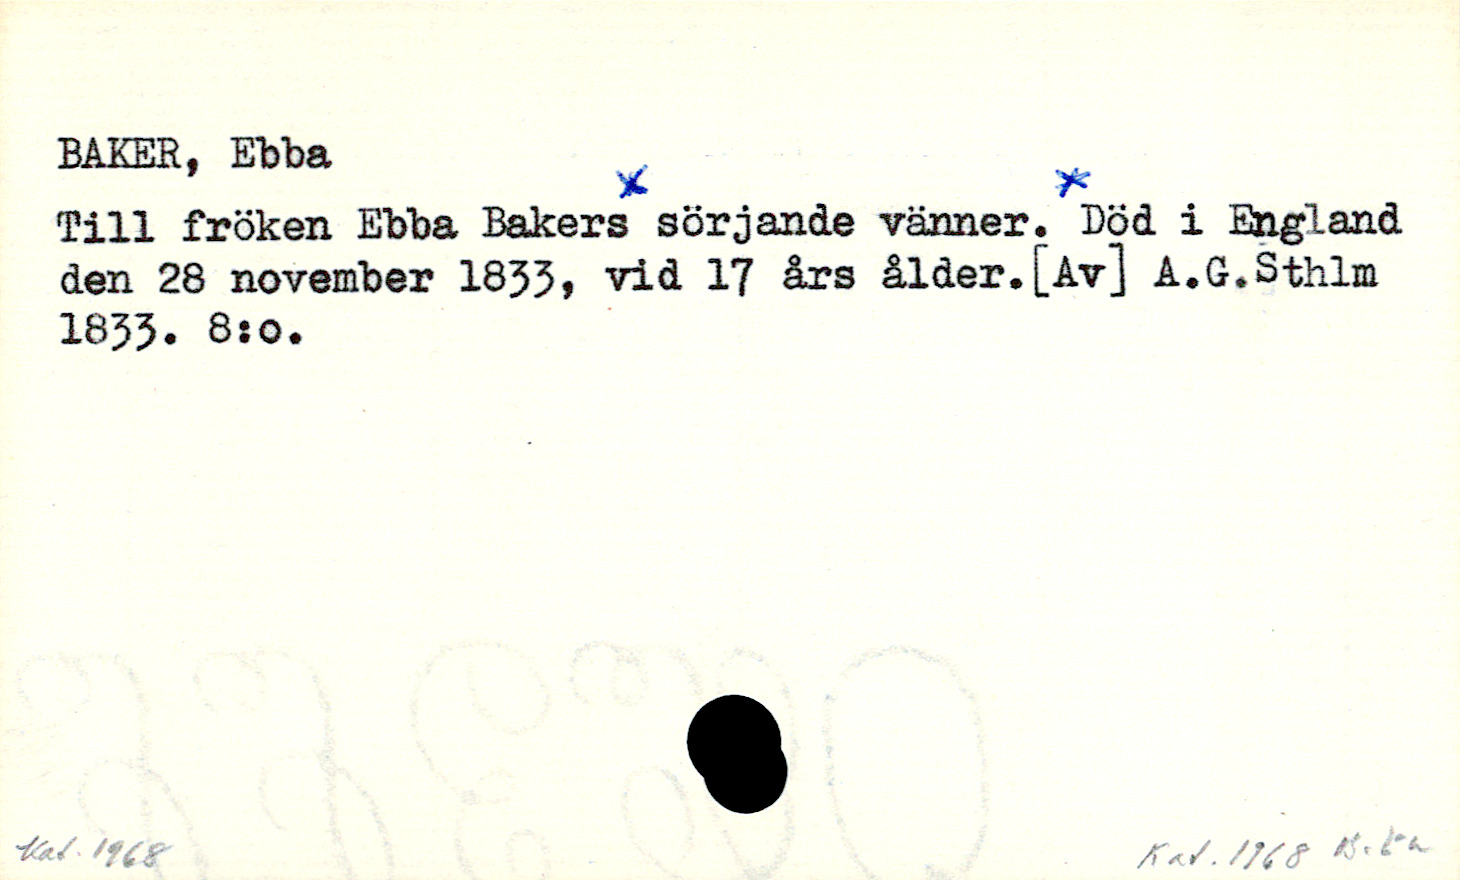 BAKER, Ebba
Till fröken Ebba Bakers sörjande vänner. Död i England
den 28 november 1833, vid 17 års ålder.[Av] A.G.Sthlm
1833. 8:o.
Kat. 1968
Kat. 1968